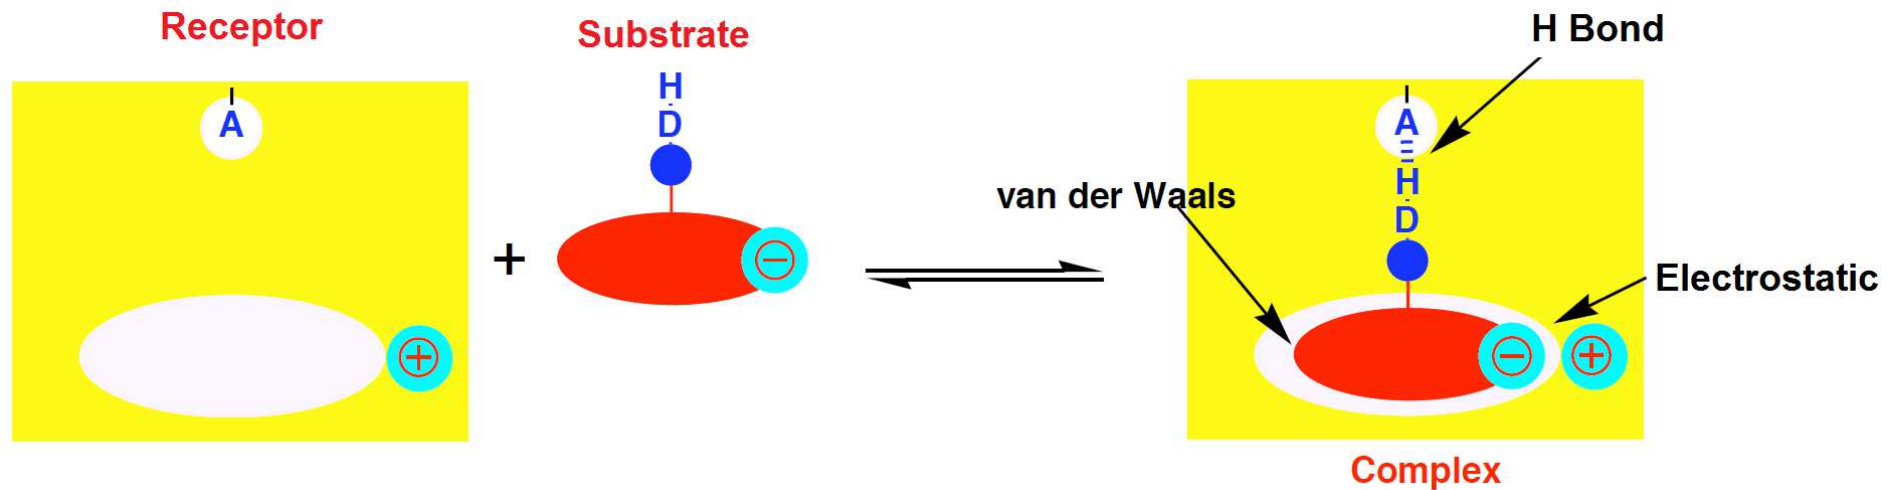 Receptor
A
+
+
Substrate
H
D
−
H Bond
A
H
D
van der Waals
Electrostatic
−
+
Complex